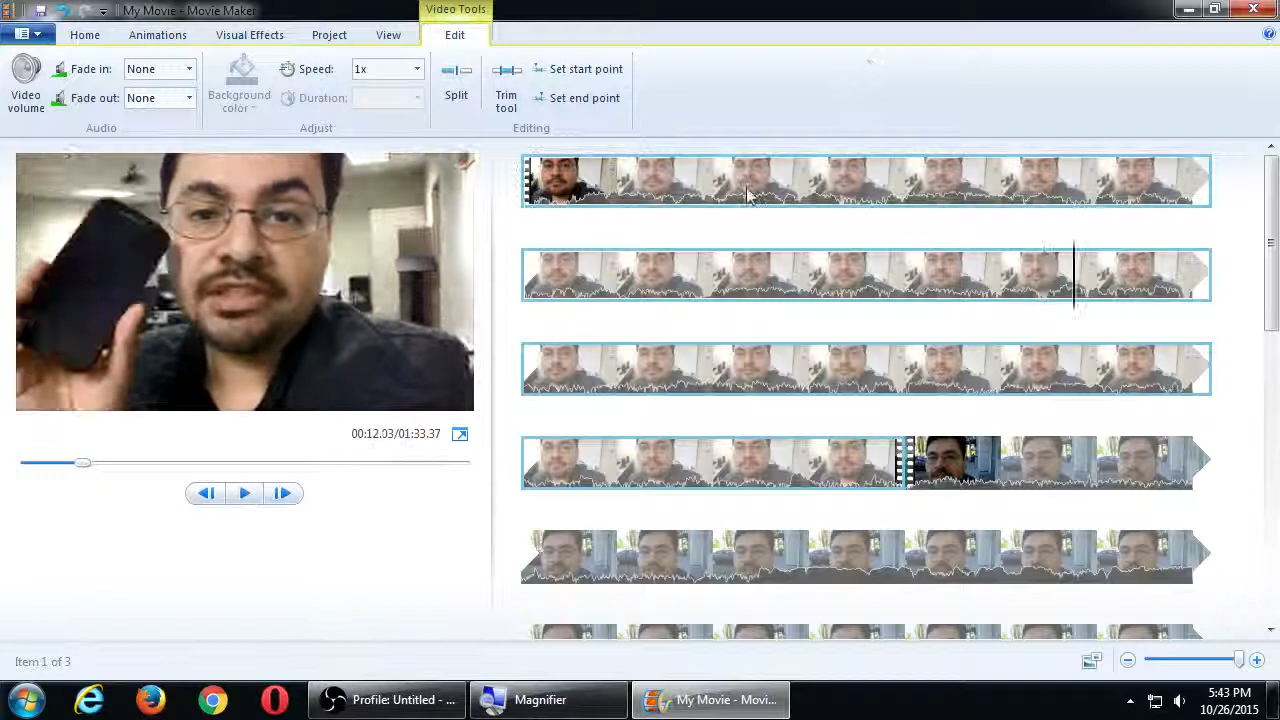 My Movie - Movie Maker
Video Tools
Home
Animations
Visual Effects
Project
View
Edit
Video volume
Fade in:
None
Fade out:
None
Audio
Background color
Speed:
1x
Duration:
Adjust
Split
Trim tool
Set start point
Set end point
Editing
00:12.03/01:33.37
Item 1 of 3
Profile: Untitled - ...
Magnifier
My Movie - Movi...
5:43 PM
10/26/2015